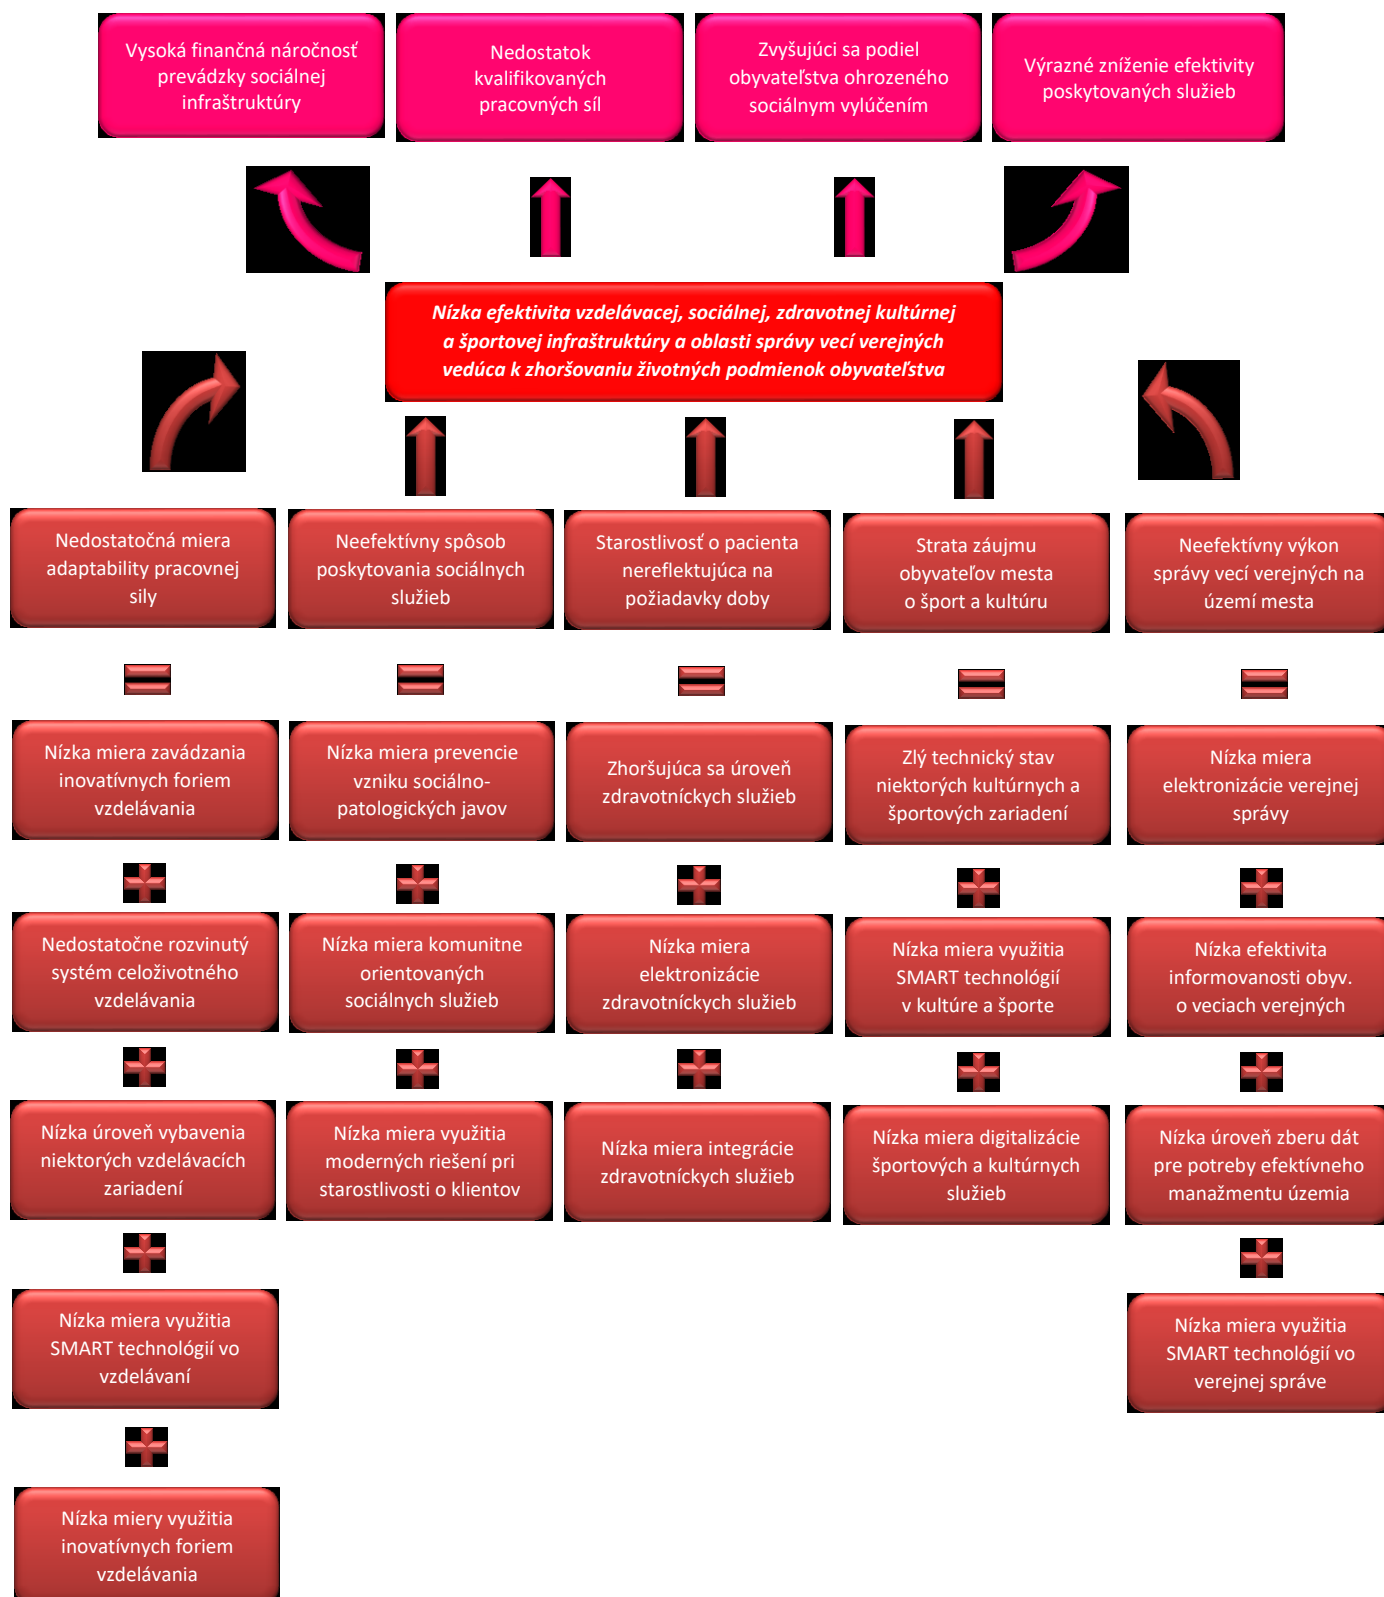 Vysoká finančná náročnosť
prevádzky sociálnej
infraštruktúry
Nedostatok
kvalifikovaných
pracovných síl
Zvyšujúci sa podiel
obyvateľstva ohrozeného
sociálnym vylúčením
Výrazné zníženie efektivity
poskytovaných služieb
Nízka efektivita vzdelávacej, sociálnej, zdravotnej kultúrnej
a športovej infraštruktúry a oblasti správy vecí verejných
vedúca k zhoršovaniu životných podmienok obyvateľstva
Nedostatočná miera
adaptability pracovnej
sily
Neefektívny spôsob
poskytovania sociálnych
služieb
Starostlivosť o pacienta
nereflektujúca na
požiadavky doby
Strata záujmu
obyvateľov mesta
o šport a kultúru
Neefektívny výkon
správy vecí verejných na
území mesta
Nízka miera zavádzania
inovatívnych foriem
vzdelávania
Nízka miera prevencie
vzniku sociálno-
patologických javov
Zhoršujúca sa úroveň
zdravotníckych služieb
Zlý technický stav
niektorých kultúrnych a
športových zariadení
Nízka miera
elektronizácie verejnej
správy
Nedostatočne rozvinutý
systém celoživotného
vzdelávania
Nízka miera komunitne
orientovaných
sociálnych služieb
Nízka miera
elektronizácie
zdravotníckych služieb
Nízka miera využitia
SMART technológií
v kultúre a športe
Nízka efektivita
informovanosti obyv.
o veciach verejných
Nízka úroveň vybavenia
niektorých vzdelávacích
zariadení
Nízka miera využitia
moderných riešení pri
starostlivosti o klientov
Nízka miera integrácie
zdravotníckych služieb
Nízka miera digitalizácie
športových a kultúrnych
služieb
Nízka úroveň zberu dát
pre potreby efektívneho
manažmentu územia
Nízka miera využitia
SMART technológií vo
vzdelávaní
Nízka miera využitia
SMART technológií vo
verejnej správe
Nízka miery využitia
inovatívnych foriem
vzdelávania